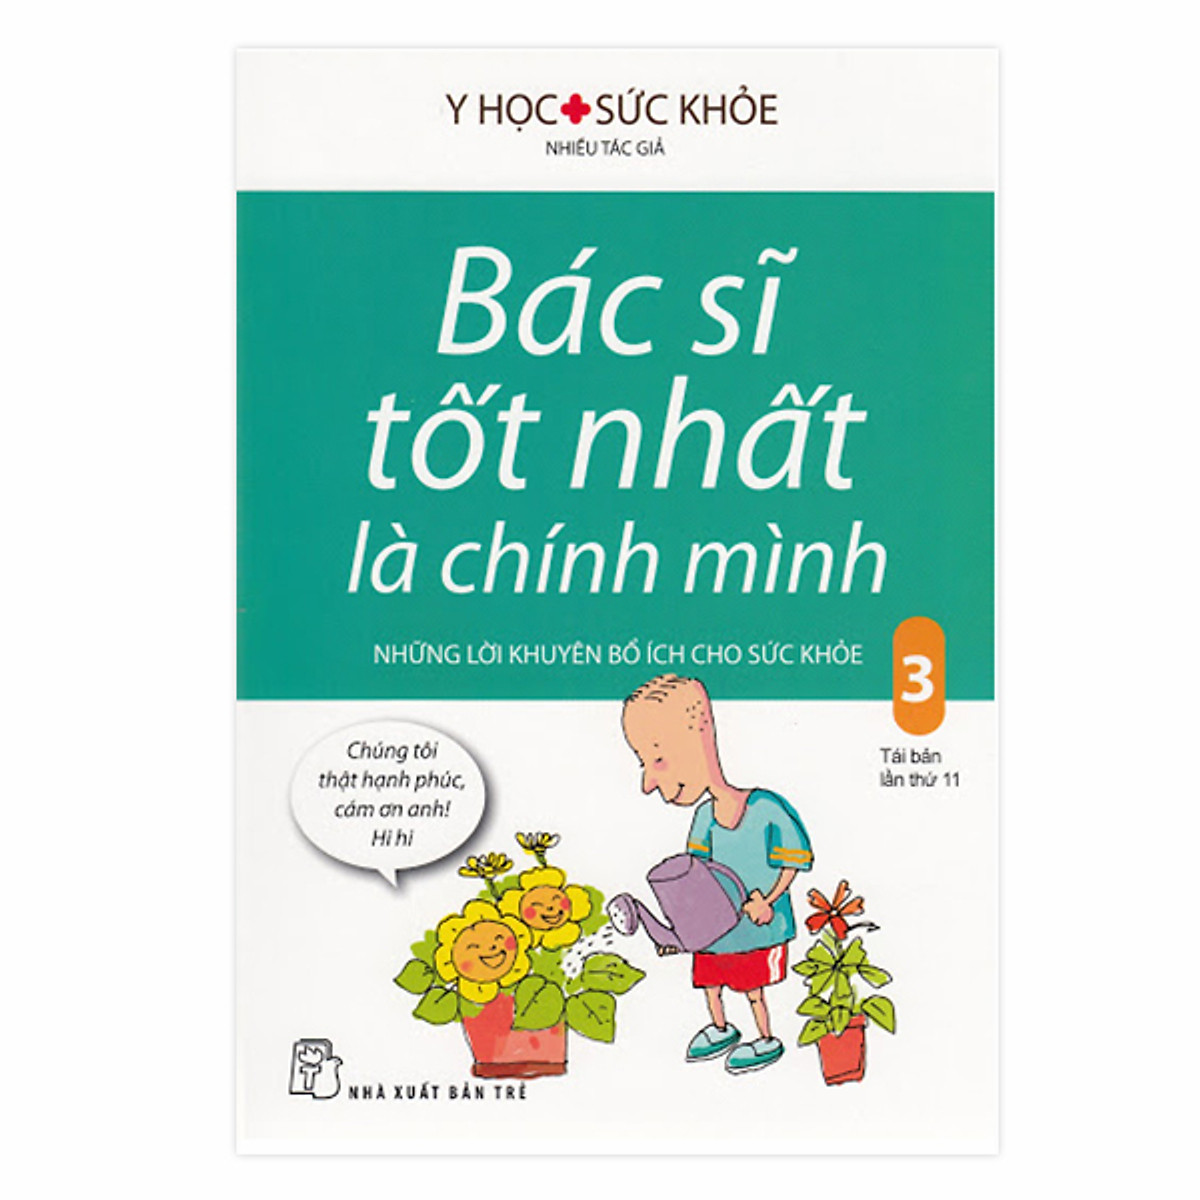 Y HỌC SỨC KHỎE
NHIỀU TÁC GIẢ
Bác sĩ
tốt nhất
là chính mình
NHỮNG LỜI KHUYÊN BỔ ÍCH CHO SỨC KHỎE
3
Tái bản
lần thứ 11
Chúng tôi
thật hạnh phúc,
cám ơn anh!
Hi hi
T
NHÀ XUẤT BẢN TRẺ